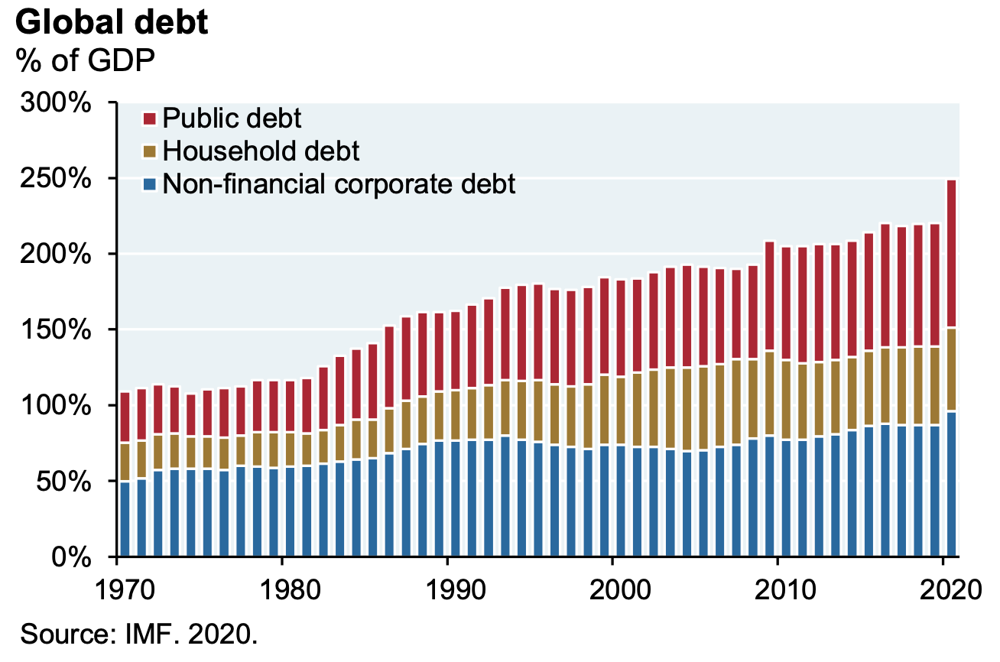 Global debt
% of GDP
300%
250%
200%
150%
100%
50%
0%
Public debt
Household debt
Non-financial corporate debt
1970 1980 1990 2000 2010 2020
Source: IMF. 2020.